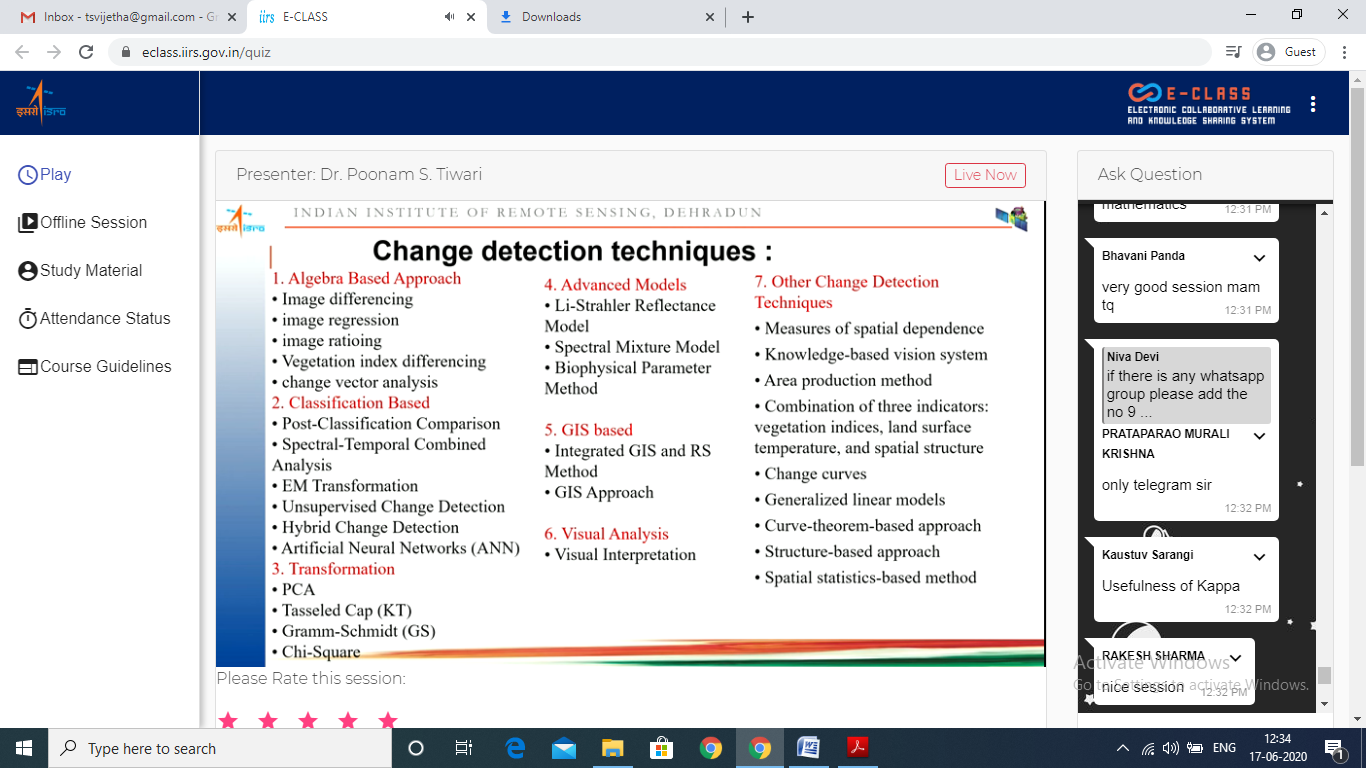 Inbox - tsvijetha@gmail.com - Gr
iirs
E-CLASS
Downloads
eclass.iirs.gov.in/quiz
Guest
इसरो isro
E-CLASS
ELECTRONIC COLLABORATIVE LEARNING
AND KNOWLEDGE SHARING SYSTEM
Play
Offline Session
Study Material
Attendance Status
Course Guidelines
Presenter: Dr. Poonam S. Tiwari
Live Now
इसरो isro
INDIAN INSTITUTE OF REMOTE SENSING, DEHRADUN
Change detection techniques :
1. Algebra Based Approach
• Image differencing
• image regression
• image ratioing
• Vegetation index differencing
• change vector analysis
2. Classification Based
• Post-Classification Comparison
• Spectral-Temporal Combined
Analysis
• EM Transformation
• Unsupervised Change Detection
• Hybrid Change Detection
• Artificial Neural Networks (ANN)
3. Transformation
• PCA
• Tasseled Cap (KT)
• Gramm-Schmidt (GS)
• Chi-Square
4. Advanced Models
• Li-Strahler Reflectance
Model
• Spectral Mixture Model
• Biophysical Parameter
Method
5. GIS based
• Integrated GIS and RS
Method
• GIS Approach
6. Visual Analysis
• Visual Interpretation
7. Other Change Detection
Techniques
• Measures of spatial dependence
• Knowledge-based vision system
• Area production method
• Combination of three indicators:
vegetation indices, land surface
temperature, and spatial structure
• Change curves
• Generalized linear models
• Curve-theorem-based approach
• Structure-based approach
• Spatial statistics-based method
Please Rate this session:
Ask Question
mathematics
12:31 PM
Bhavani Panda
very good session mam
tq
12:31 PM
Niva Devi
if there is any whatsapp
group please add the
no 9 ...
PRATAPARAO MURALI
KRISHNA
only telegram sir
12:32 PM
Kaustuv Sarangi
Usefulness of Kappa
12:32 PM
RAKESH SHARMA
nice session
12:32 PM
Activate Windows
Go to Settings to activate Windows.
Type here to search
ENG
12:34
17-06-2020
1